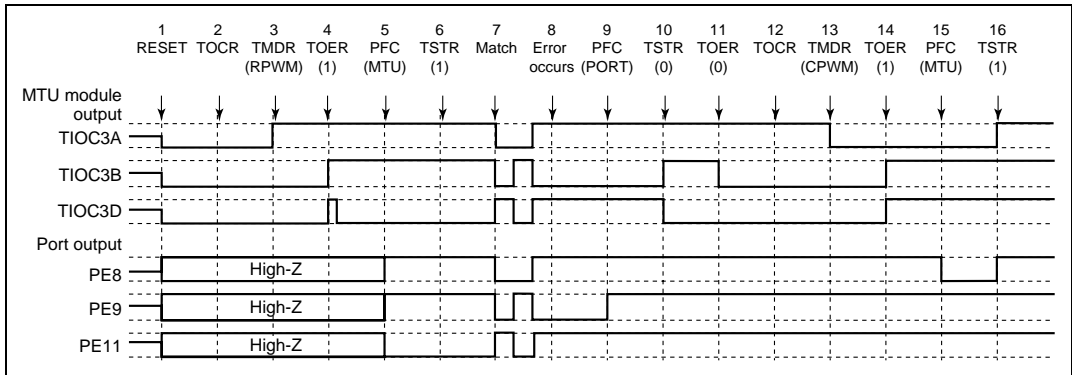 1 2 3 4 5 6 7 8 9 10 11 12 13 14 15 16
RESET TOCR TMDR TOER PFC TSTR Match Error PFC TSTR TOER TOCR TMDR TOER PFC TSTR
(RPWM) (1) (MTU) (1) occurs (PORT) (0) (0) (CPWM) (1) (MTU) (1)
MTU module
output
TIOC3A
TIOC3B
TIOC3D
Port output
PE8 High-Z
PE9 High-Z
PE11 High-Z